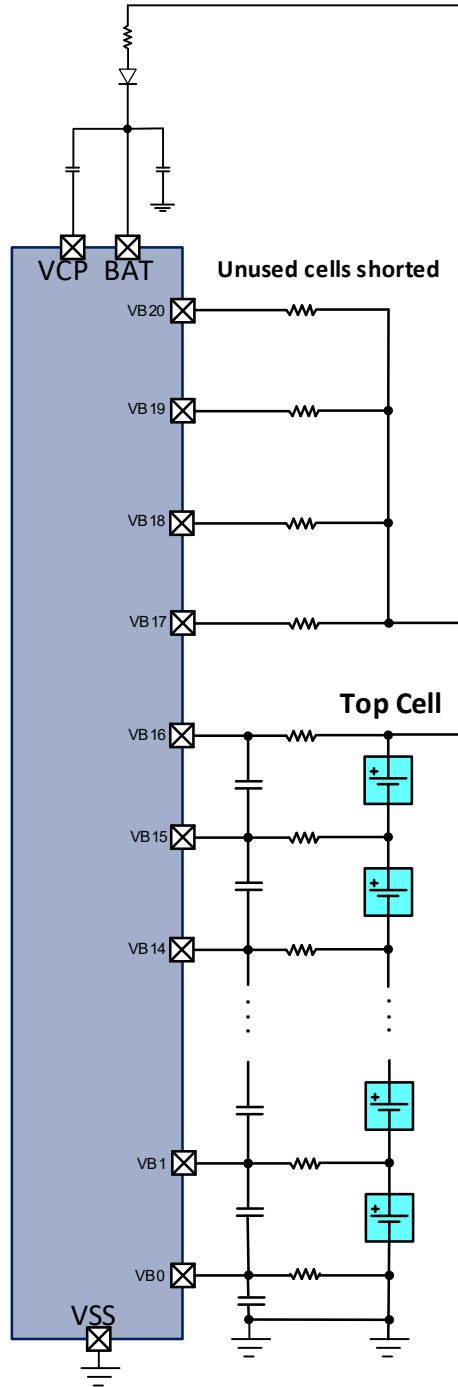 VCP BAT
Unused cells shorted
VB20
VB19
VB18
VB17
Top Cell
VB16
VB15
VB14
VB1
VB0
VSS